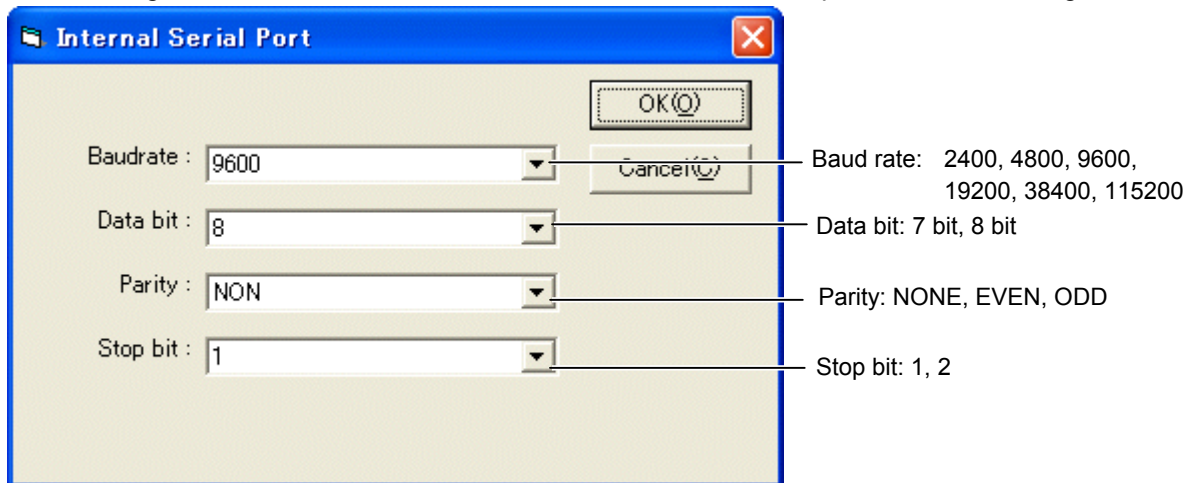 Internal Serial Port
OK(O)
Baudrate : 9600
Cancel(C)
Baud rate: 2400, 4800, 9600,
19200, 38400, 115200
Data bit : 8
Data bit: 7 bit, 8 bit
Parity : NON
Parity: NONE, EVEN, ODD
Stop bit : 1
Stop bit: 1, 2